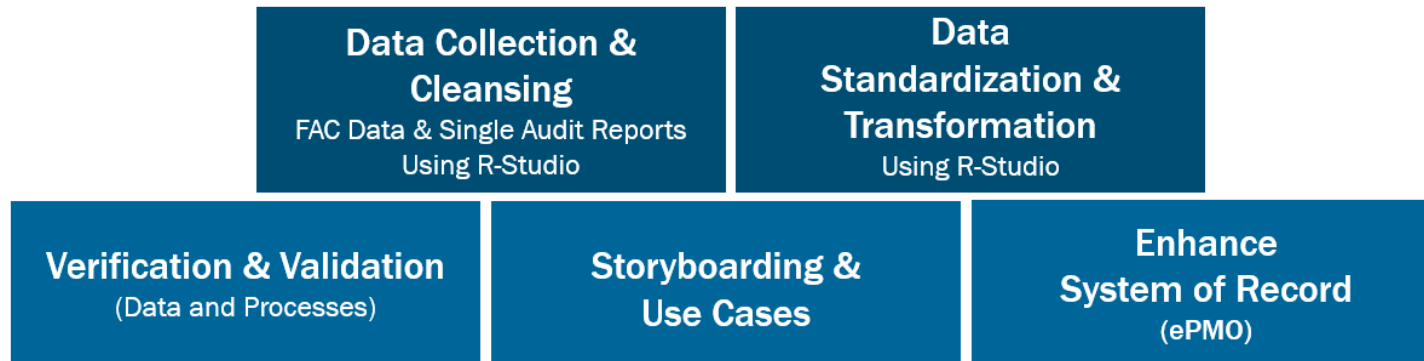 Data Collection &
Cleansing
FAC Data & Single Audit Reports
Using R-Studio
Data
Standardization &
Transformation
Using R-Studio
Verification & Validation
(Data and Processes)
Storyboarding &
Use Cases
Enhance
System of Record
(ePMO)